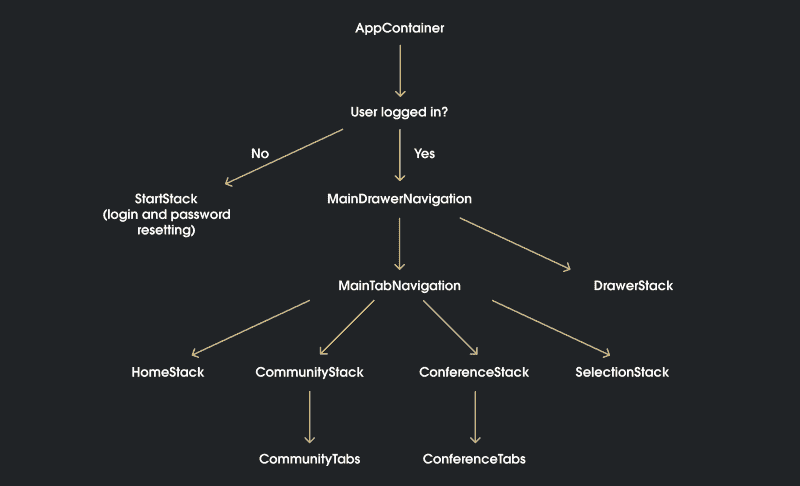 AppContainer
User logged in?
No
Yes
StartStack
(login and password
resetting)
MainDrawerNavigation
MainTabNavigation
DrawerStack
HomeStack
CommunityStack
ConferenceStack
SelectionStack
CommunityTabs
ConferenceTabs